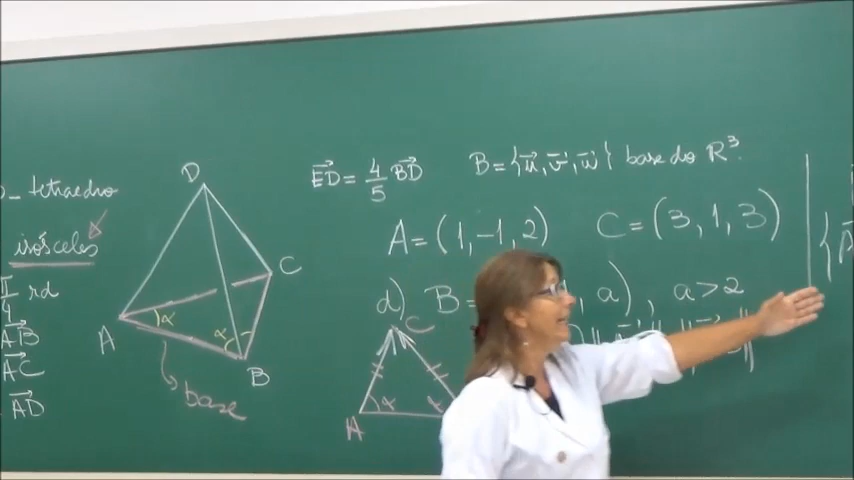 tetraedro
isósceles
π/4 rd
AB→
AC→
AD→
D
C
A
B
α
α
base
ED→ = 4/5 BD→
B = {u→, v→, w→} base do R³.
A = (1, -1, 2)
C = (3, 1, 3)
d) B =
, a), a > 2
C
A
α